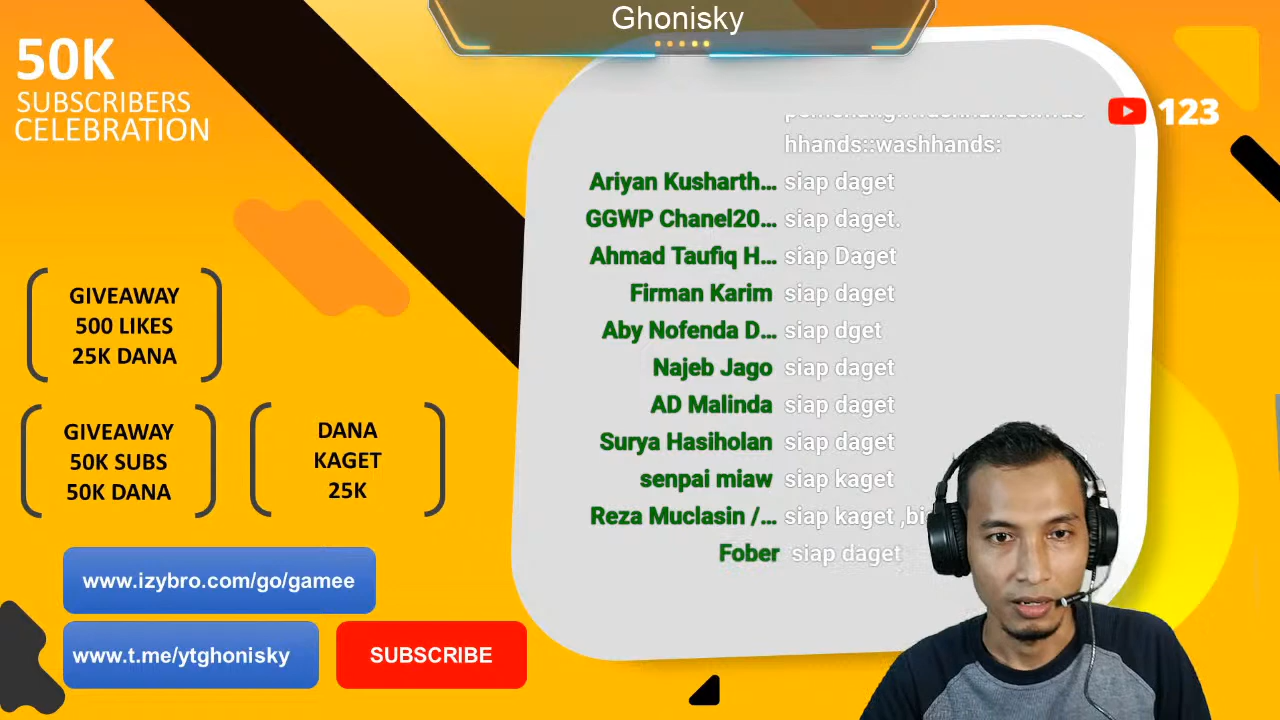 Ghonisky
50K
SUBSCRIBERS
CELEBRATION
123
hhands::washhands:
Ariyan Kusharth... siap daget
GGWP Chanel20... siap daget.
Ahmad Taufiq H... siap Daget
Firman Karim siap daget
Aby Nofenda D... siap dget
Najeb Jago siap daget
AD Malinda siap daget
Surya Hasiholan siap daget
senpai miaw siap kaget
Reza Muclasin /... siap kaget ,bi
Fober siap daget
GIVEAWAY
500 LIKES
25K DANA
GIVEAWAY
50K SUBS
50K DANA
DANA
KAGET
25K
www.izybro.com/go/gamee
www.t.me/ytghonisky
SUBSCRIBE